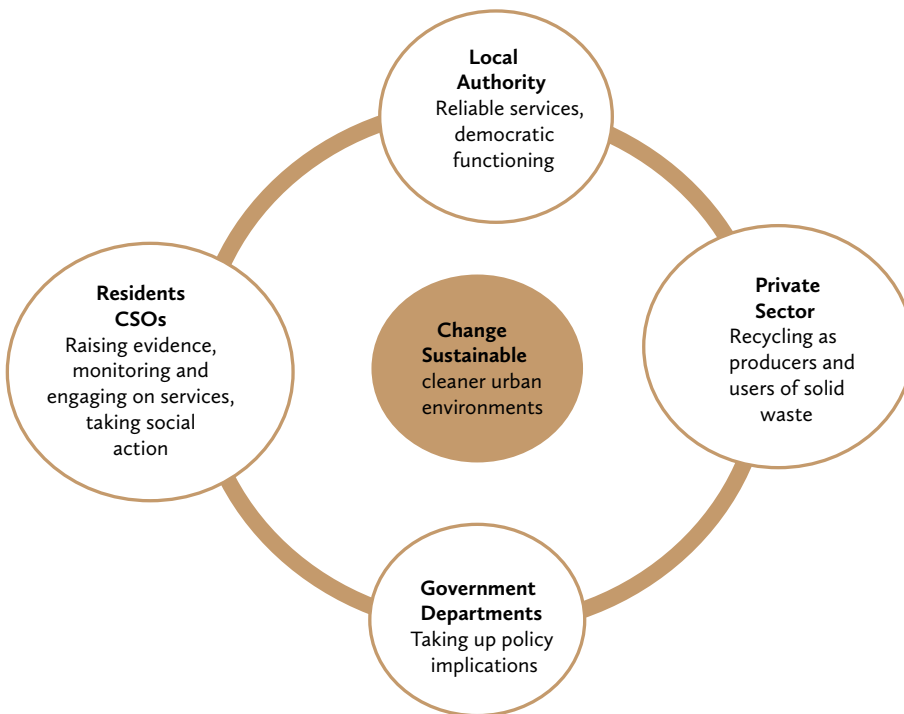 Local
Authority
Reliable services,
democratic
functioning
Residents
CSOs
Raising evidence,
monitoring and
engaging on services,
taking social
action
Change
Sustainable
cleaner urban
environments
Private
Sector
Recycling as
producers and
users of solid
waste
Government
Departments
Taking up policy
implications